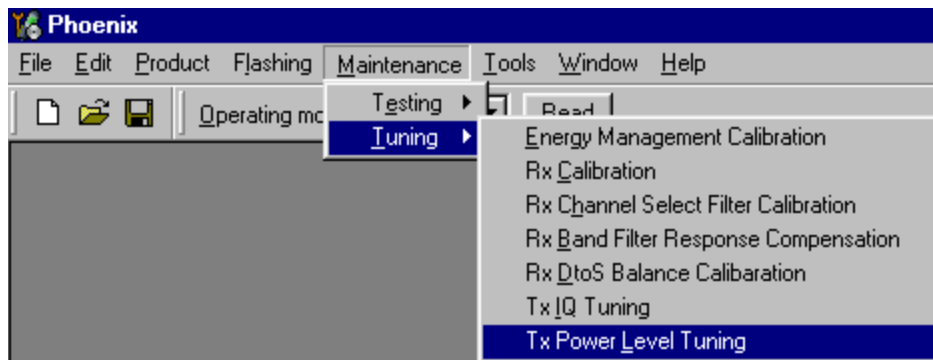 Phoenix
File Edit Product Flashing Maintenance Tools Window Help
Operating mo Read
Testing
Tuning
Energy Management Calibration
Rx Calibration
Rx Channel Select Filter Calibration
Rx Band Filter Response Compensation
Rx DtoS Balance Calibaration
Tx IQ Tuning
Tx Power Level Tuning